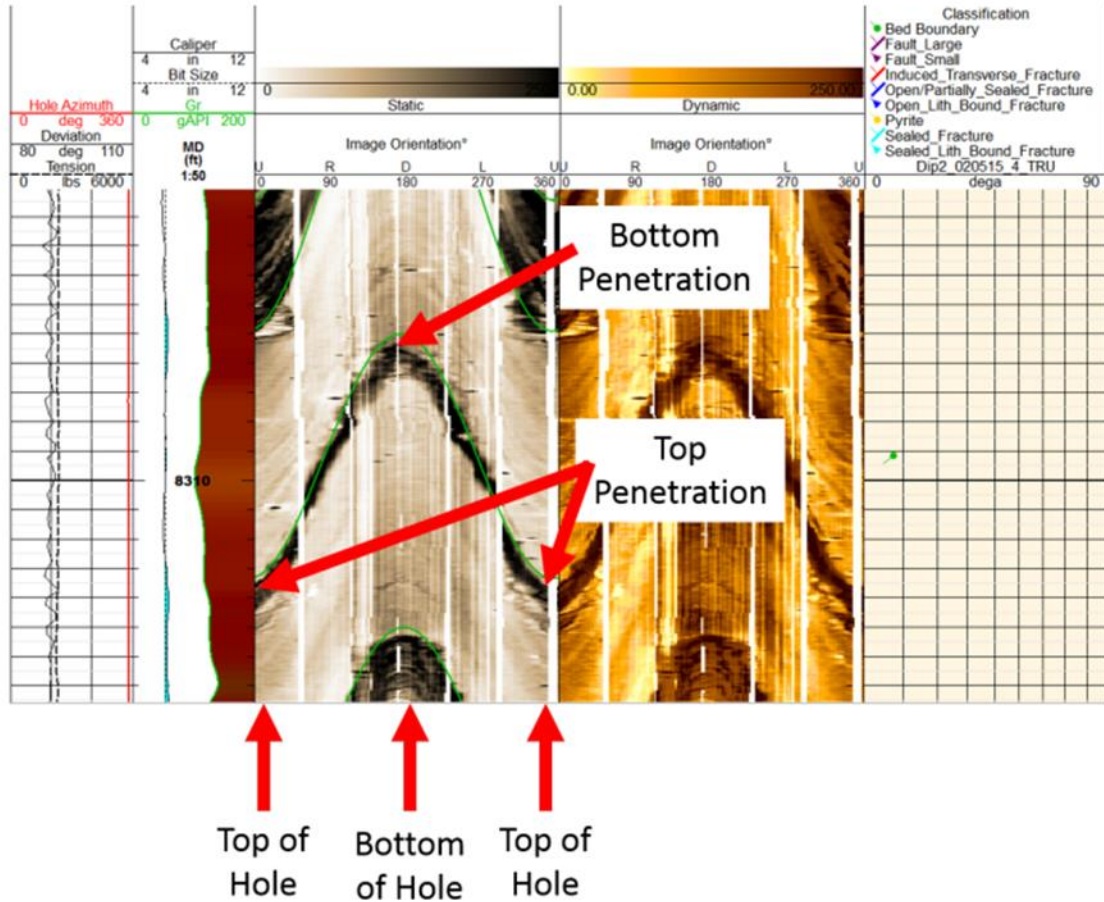 Classification
Bed Boundary
Fault_Large
Fault_Small
Induced_Transverse_Fracture
Open/Partially_Sealed_Fracture
Open_Lith_Bound_Fracture
Pyrite
Sealed_Fracture
Sealed_Lith_Bound_Fracture
Dip2_020515_4_TRU
0 dega 90
Hole Azimuth
0 deg 360
Deviation
80 deg 110
Tension
0 lbs 6000
Caliper
4 in 12
Bit Size
4 in 12
Gr
0 gAPI 200
MD
(ft)
1:50
0
Static
Image Orientation°
U R D L U
0 90 180 270 360
0.00 250.00
Dynamic
Image Orientation°
U R D L U
0 90 180 270 360
8310
Bottom
Penetration
Top
Penetration
Top of
Hole
Bottom
of Hole
Top of
Hole